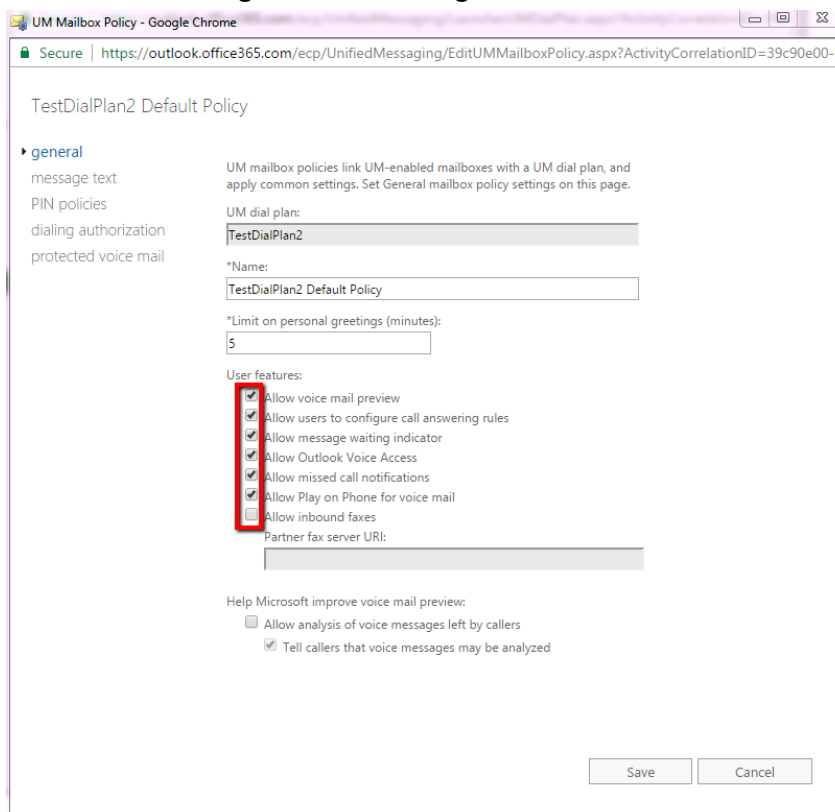 UM Mailbox Policy - Google Chrome
Secure | https://outlook.office365.com/ecp/UnifiedMessaging/EditUMMailboxPolicy.aspx?ActivityCorrelationID=39c90e00-
TestDialPlan2 Default Policy
general
message text
PIN policies
dialing authorization
protected voice mail
UM mailbox policies link UM-enabled mailboxes with a UM dial plan, and
apply common settings. Set General mailbox policy settings on this page.
UM dial plan:
TestDialPlan2
*Name:
TestDialPlan2 Default Policy
*Limit on personal greetings (minutes):
5
User features:
Allow voice mail preview
Allow users to configure call answering rules
Allow message waiting indicator
Allow Outlook Voice Access
Allow missed call notifications
Allow Play on Phone for voice mail
Allow inbound faxes
Partner fax server URI:
Help Microsoft improve voice mail preview:
Allow analysis of voice messages left by callers
Tell callers that voice messages may be analyzed
Save
Cancel